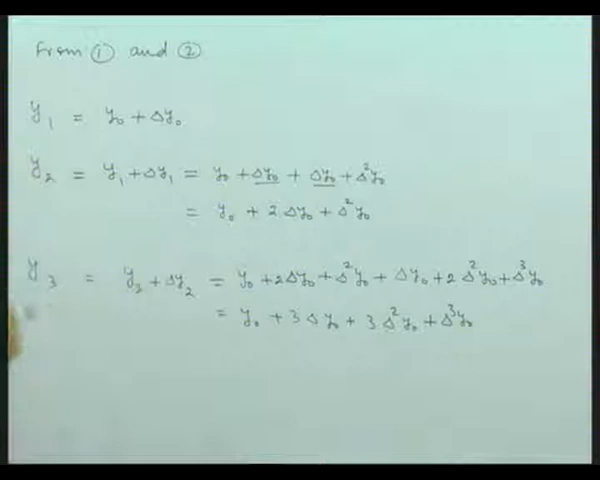 From ① and ②
y₁ = y₀ + Δy₀
y₂ = y₁ + Δy₁ = y₀ + Δy₀ + Δy₀ + Δ²y₀
= y₀ + 2Δy₀ + Δ²y₀
y₃ = y₂ + Δy₂ = y₀ + 2Δy₀ + Δ²y₀ + Δy₀ + 2Δ²y₀ + Δ³y₀
= y₀ + 3Δy₀ + 3Δ²y₀ + Δ³y₀